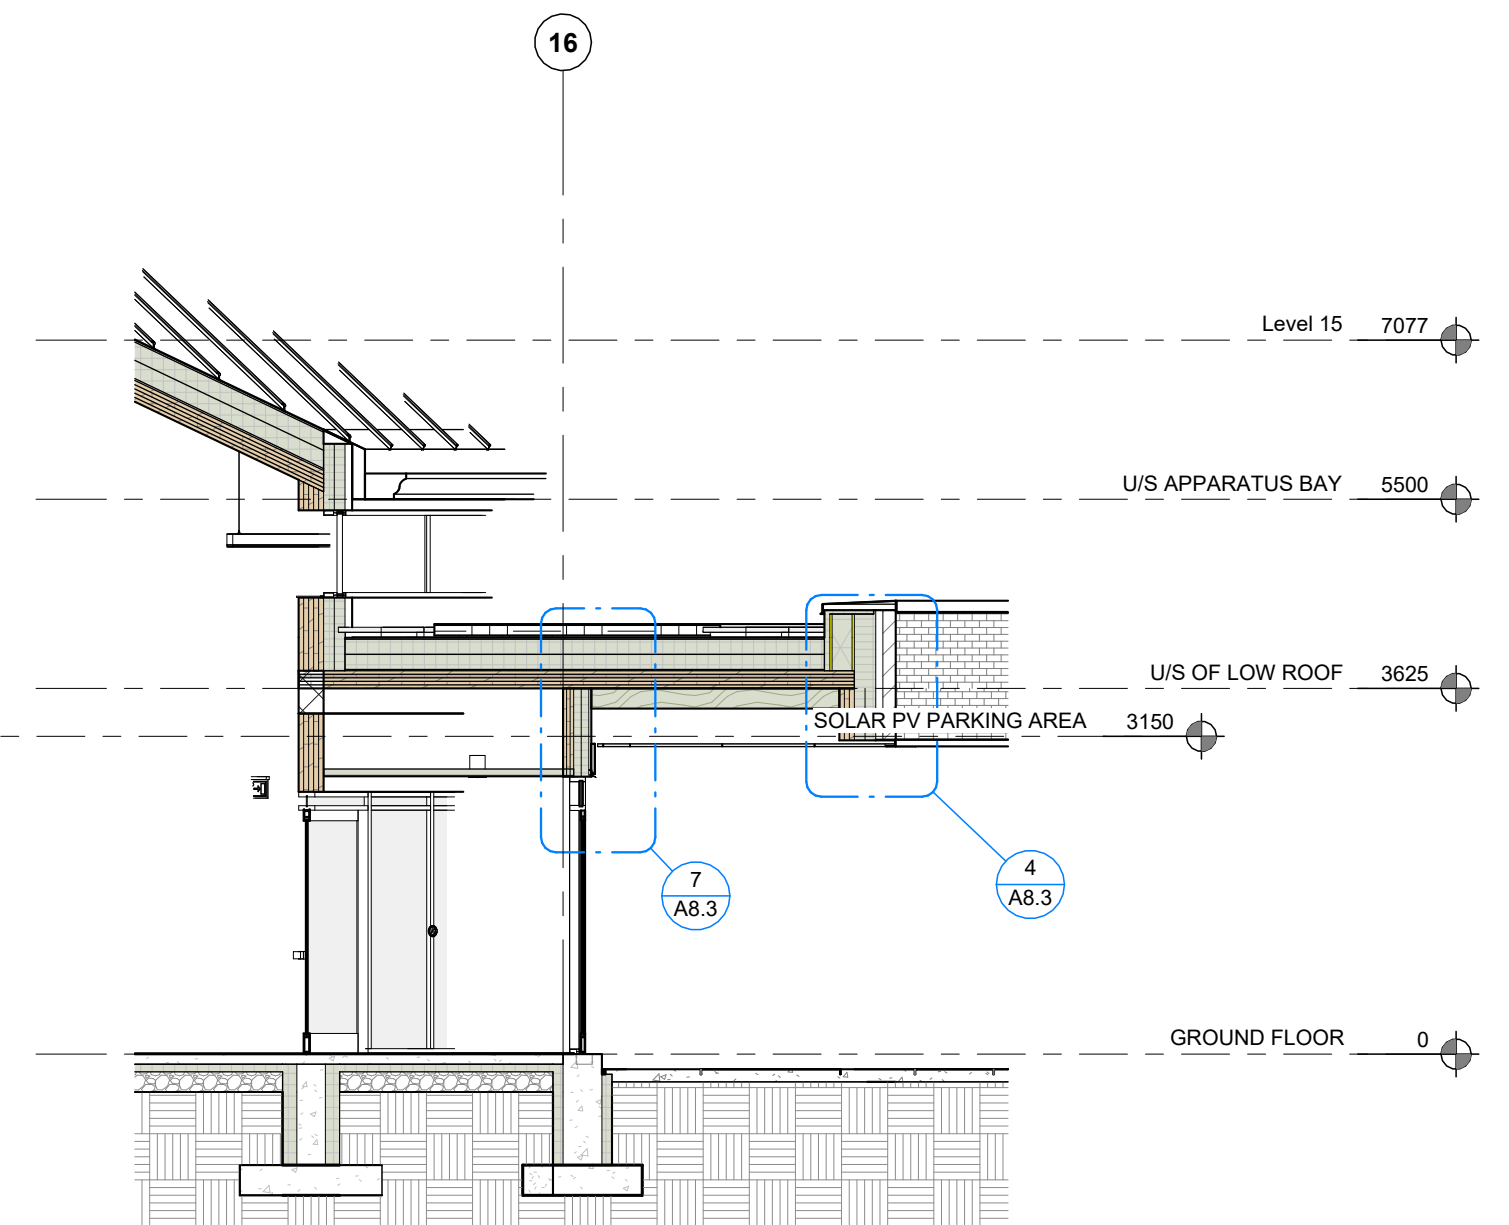 16
Level 15 7077
U/S APPARATUS BAY 5500
U/S OF LOW ROOF 3625
SOLAR PV PARKING AREA 3150
7
A8.3
4
A8.3
GROUND FLOOR 0